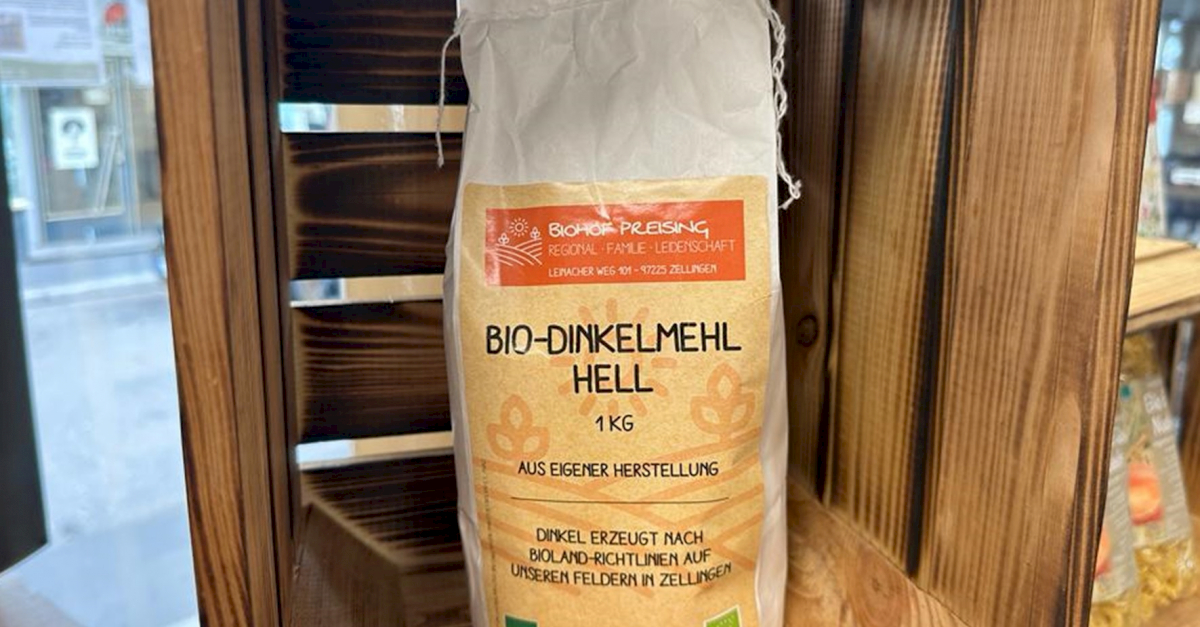 BIOHOF PREISING
REGIONAL · FAMILIE · LEIDENSCHAFT
LEINACHER WEG 101 - 97225 ZELLINGEN
BIO-DINKELMEHL
HELL
1 KG
AUS EIGENER HERSTELLUNG
DINKEL ERZEUGT NACH
BIOLAND-RICHTLINIEN AUF
UNSEREN FELDERN IN ZELLINGEN